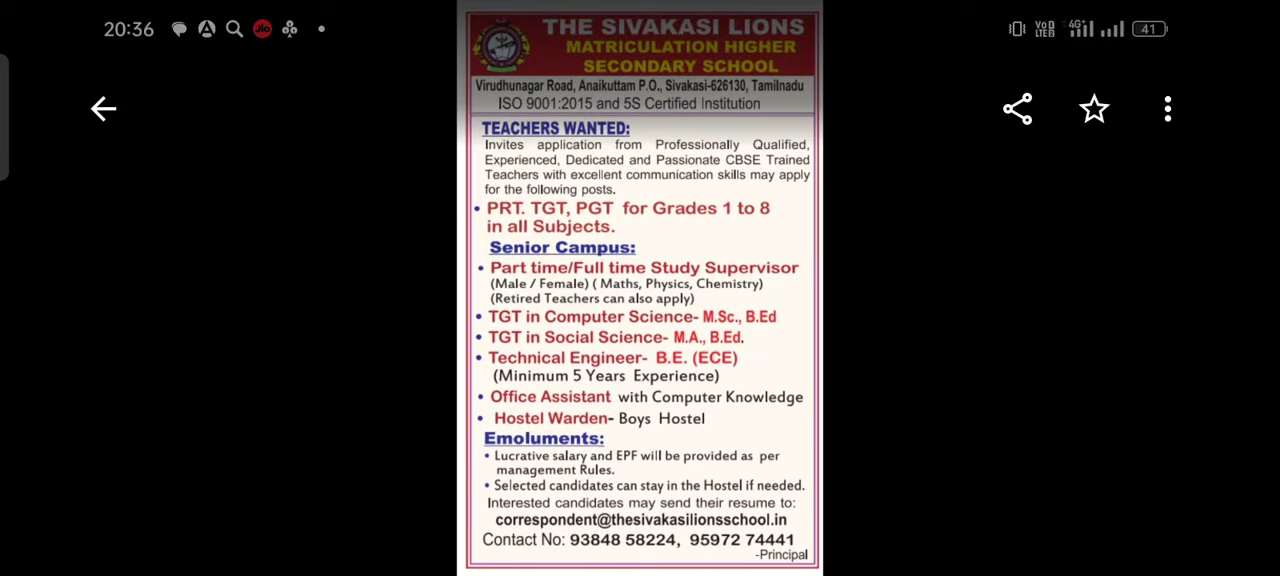 20:36
Jio
Vo D
LTE 2
4G+
41
THE SIVAKASI LIONS
MATRICULATION HIGHER
SECONDARY SCHOOL
Virudhunagar Road, Anaikuttam P.O., Sivakasi-626130, Tamilnadu
ISO 9001:2015 and 5S Certified Institution
TEACHERS WANTED:
Invites application from Professionally Qualified,
Experienced, Dedicated and Passionate CBSE Trained
Teachers with excellent communication skills may apply
for the following posts.
• PRT. TGT, PGT for Grades 1 to 8
in all Subjects.
Senior Campus:
• Part time/Full time Study Supervisor
(Male / Female) ( Maths, Physics, Chemistry)
(Retired Teachers can also apply)
• TGT in Computer Science- M.Sc., B.Ed
• TGT in Social Science- M.A., B.Ed.
• Technical Engineer- B.E. (ECE)
(Minimum 5 Years Experience)
• Office Assistant with Computer Knowledge
• Hostel Warden- Boys Hostel
Emoluments:
• Lucrative salary and EPF will be provided as per
management Rules.
• Selected candidates can stay in the Hostel if needed.
Interested candidates may send their resume to:
correspondent@thesivakasilionsschool.in
Contact No: 93848 58224, 95972 74441
-Principal